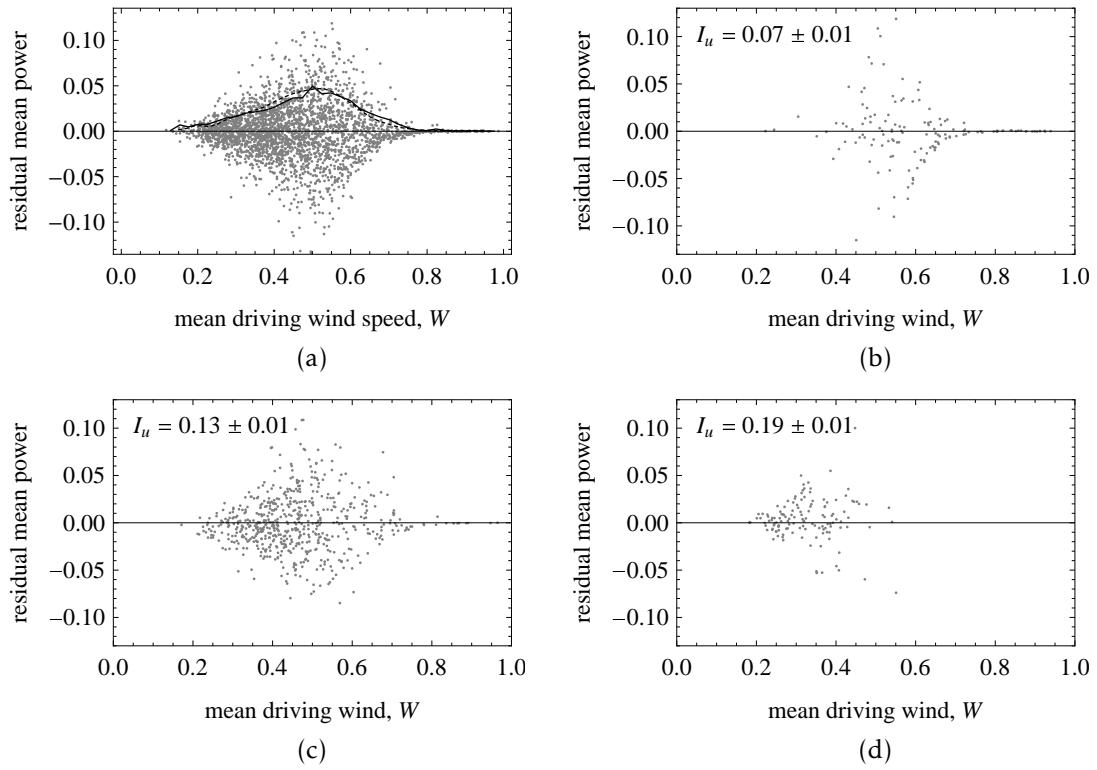 residual mean power
0.10
0.05
0.00
−0.05
−0.10
0.0 0.2 0.4 0.6 0.8 1.0
mean driving wind speed, W
(a)
residual mean power
I_u = 0.07 ± 0.01
0.10
0.05
0.00
−0.05
−0.10
0.0 0.2 0.4 0.6 0.8 1.0
mean driving wind, W
(b)
residual mean power
I_u = 0.13 ± 0.01
0.10
0.05
0.00
−0.05
−0.10
0.0 0.2 0.4 0.6 0.8 1.0
mean driving wind, W
(c)
residual mean power
I_u = 0.19 ± 0.01
0.10
0.05
0.00
−0.05
−0.10
0.0 0.2 0.4 0.6 0.8 1.0
mean driving wind, W
(d)